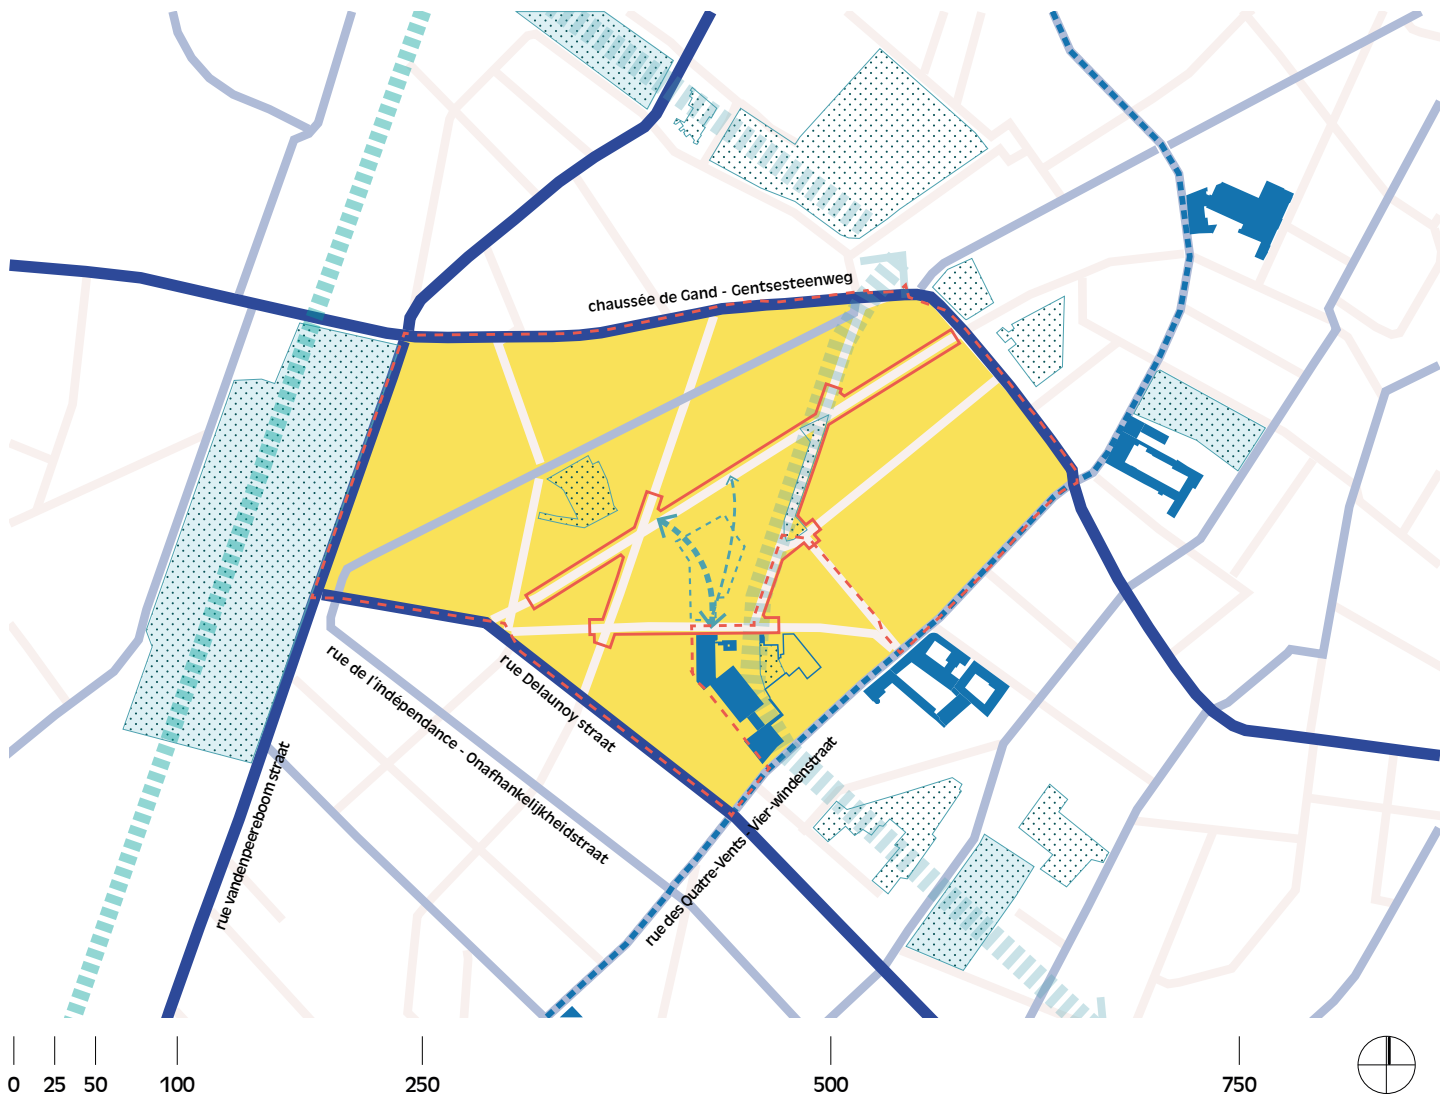 chaussée de Gand - Gentsesteenweg
rue de l'indépendance - Onafhankelijkheidstraat
rue Delaunoy straat
rue vandenpeereboom straat
rue des Quatre-Vents - Vier-windenstraat
0 25 50 100 250 500 750